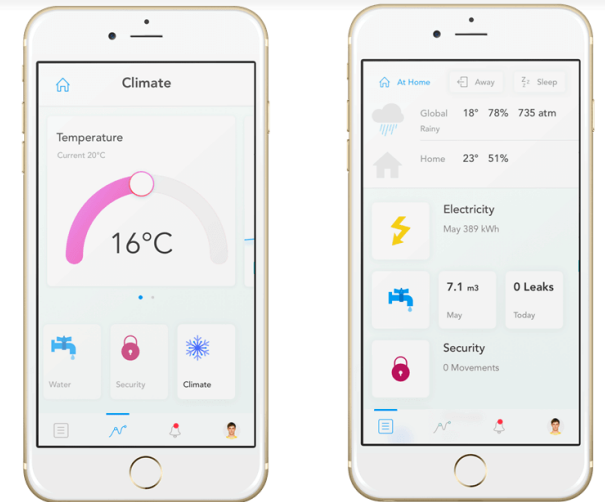 Climate
Temperature
Current 20°C
16°C
Water
Security
Climate
At Home
Away
Sleep
Global 18° 78% 735 atm
Rainy
Home 23° 51%
Electricity
May 389 kWh
7.1 m3
May
0 Leaks
Today
Security
0 Movements